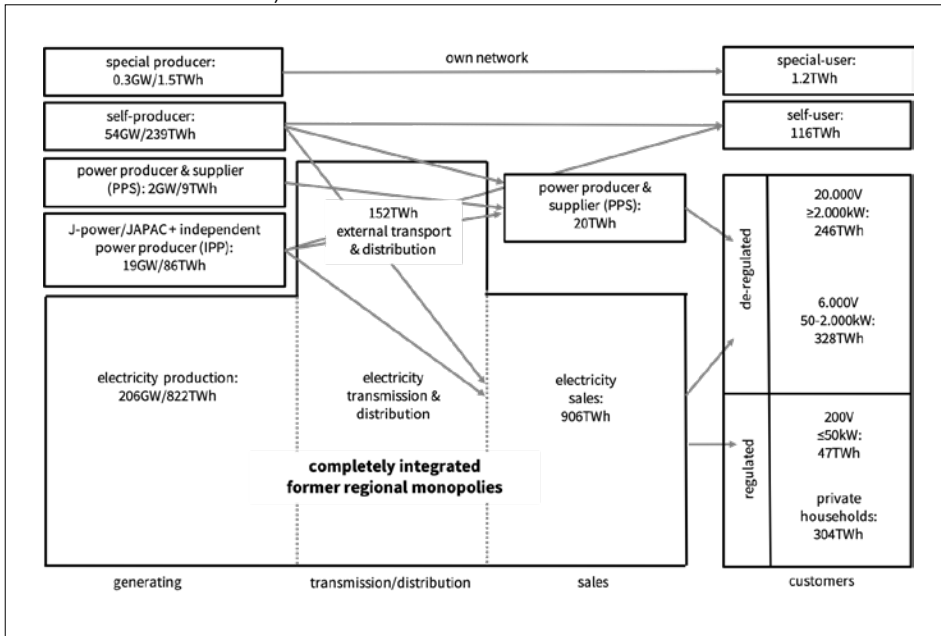 special producer:
0.3GW/1.5TWh
own network
special-user:
1.2TWh
self-producer:
54GW/239TWh
self-user:
116TWh
power producer &
supplier
(PPS): 2GW/9TWh
J-power/JAPAC + independent
power producer (IPP):
19GW/86TWh
152TWh
external transport
& distribution
power producer &
supplier (PPS):
20TWh
de-regulated
20.000V
≥2.000kW:
246TWh
6.000V
50-2.000kW:
328TWh
electricity production:
206GW/822TWh
electricity
transmission &
distribution
electricity
sales:
906TWh
completely integrated
former regional monopolies
regulated
200V
≤50kW:
47TWh
private
households:
304TWh
generating
transmission/distribution
sales
customers